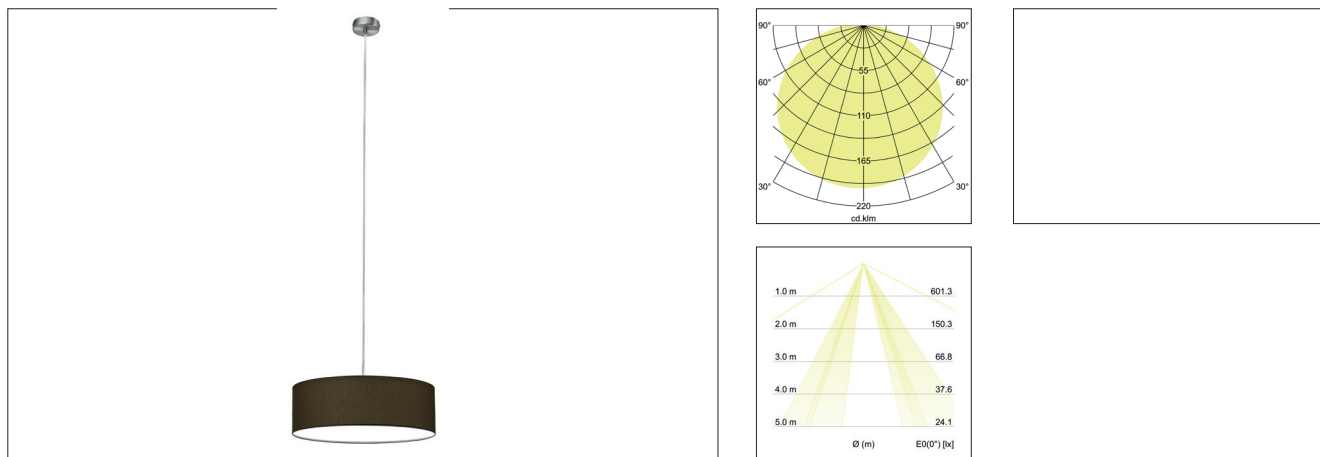 90° 90°
55
60° 60°
110
165
30° 30°
220
cd.klm
1.0 m 601.3
2.0 m 150.3
3.0 m 66.8
4.0 m 37.6
5.0 m 24.1
Ø (m) E0(0°) [lx]